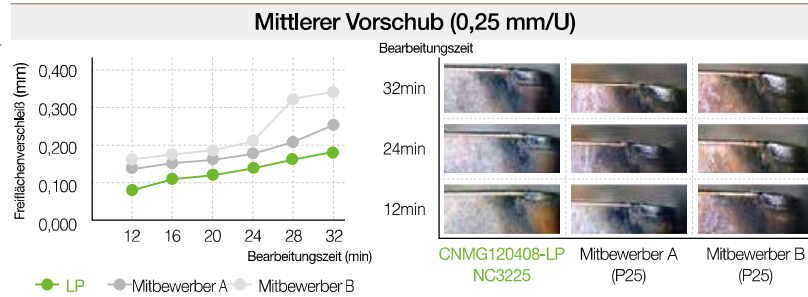 Mittlerer Vorschub (0,25 mm/U)
Freiflächenverschleiß (mm)
0,400
0,300
0,200
0,100
0,000
12 16 20 24 28 32
Bearbeitungszeit (min)
LP Mitbewerber A Mitbewerber B
Bearbeitungszeit
32min
24min
12min
CNMG120408-LP
NC3225
Mitbewerber A
(P25)
Mitbewerber B
(P25)